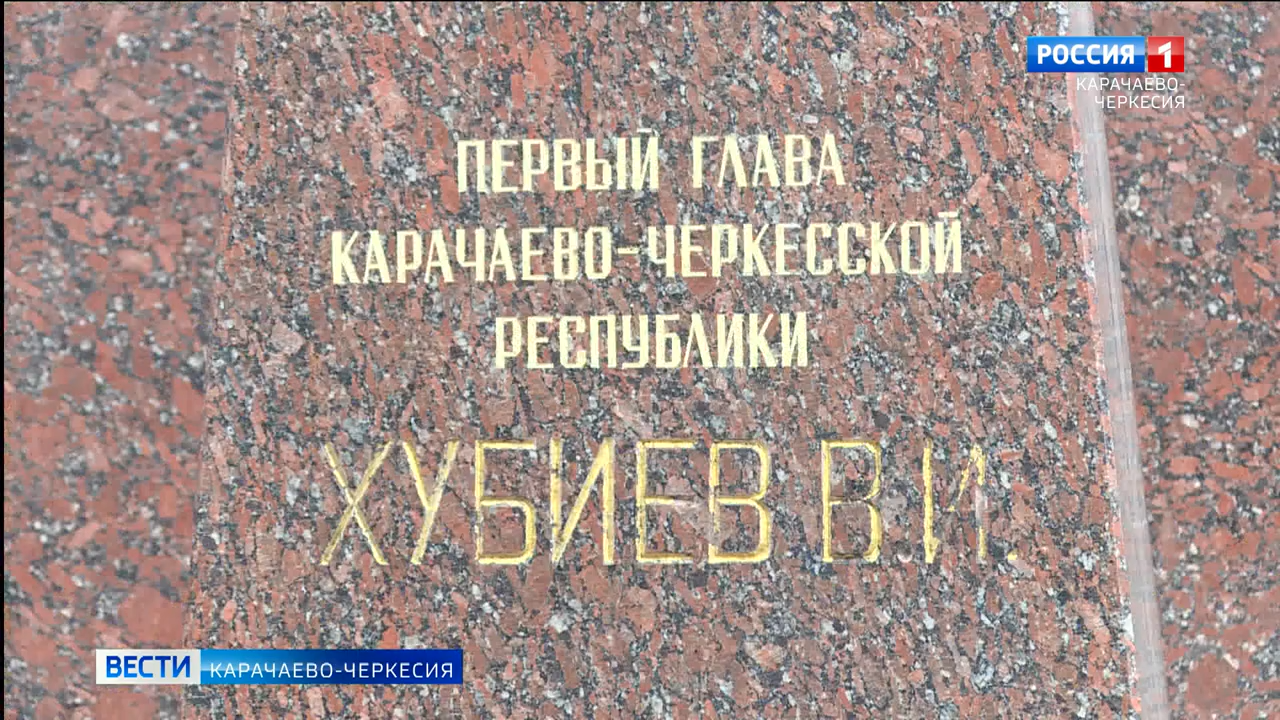 РОССИЯ 1
КАРАЧАЕВО-
ЧЕРКЕСИЯ
ПЕРВЫЙ ГЛАВА
КАРАЧАЕВО-ЧЕРКЕССКОЙ
РЕСПУБЛИКИ
ХУБИЕВ В И.
ВЕСТИ КАРАЧАЕВО-ЧЕРКЕСИЯ